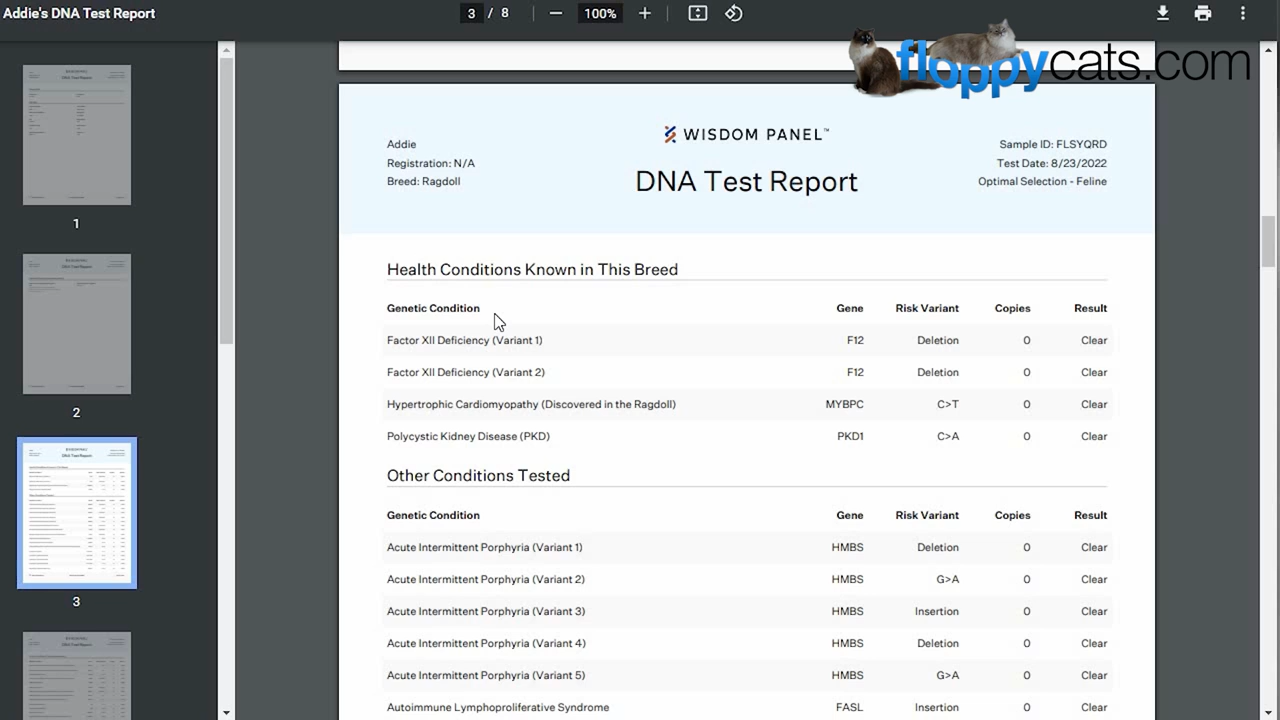 Addie's DNA Test Report
3 / 8
100%
floppycats.com
1
2
3
Addie
Registration: N/A
Breed: Ragdoll
WISDOM PANEL™
DNA Test Report
Sample ID: FLSYQRD
Test Date: 8/23/2022
Optimal Selection - Feline
Health Conditions Known in This Breed
Genetic Condition Gene Risk Variant Copies Result
Factor XII Deficiency (Variant 1) F12 Deletion 0 Clear
Factor XII Deficiency (Variant 2) F12 Deletion 0 Clear
Hypertrophic Cardiomyopathy (Discovered in the Ragdoll) MYBPC C>T 0 Clear
Polycystic Kidney Disease (PKD) PKD1 C>A 0 Clear
Other Conditions Tested
Genetic Condition Gene Risk Variant Copies Result
Acute Intermittent Porphyria (Variant 1) HMBS Deletion 0 Clear
Acute Intermittent Porphyria (Variant 2) HMBS G>A 0 Clear
Acute Intermittent Porphyria (Variant 3) HMBS Insertion 0 Clear
Acute Intermittent Porphyria (Variant 4) HMBS Deletion 0 Clear
Acute Intermittent Porphyria (Variant 5) HMBS G>A 0 Clear
Autoimmune Lymphoproliferative Syndrome FASL Insertion 0 Clear